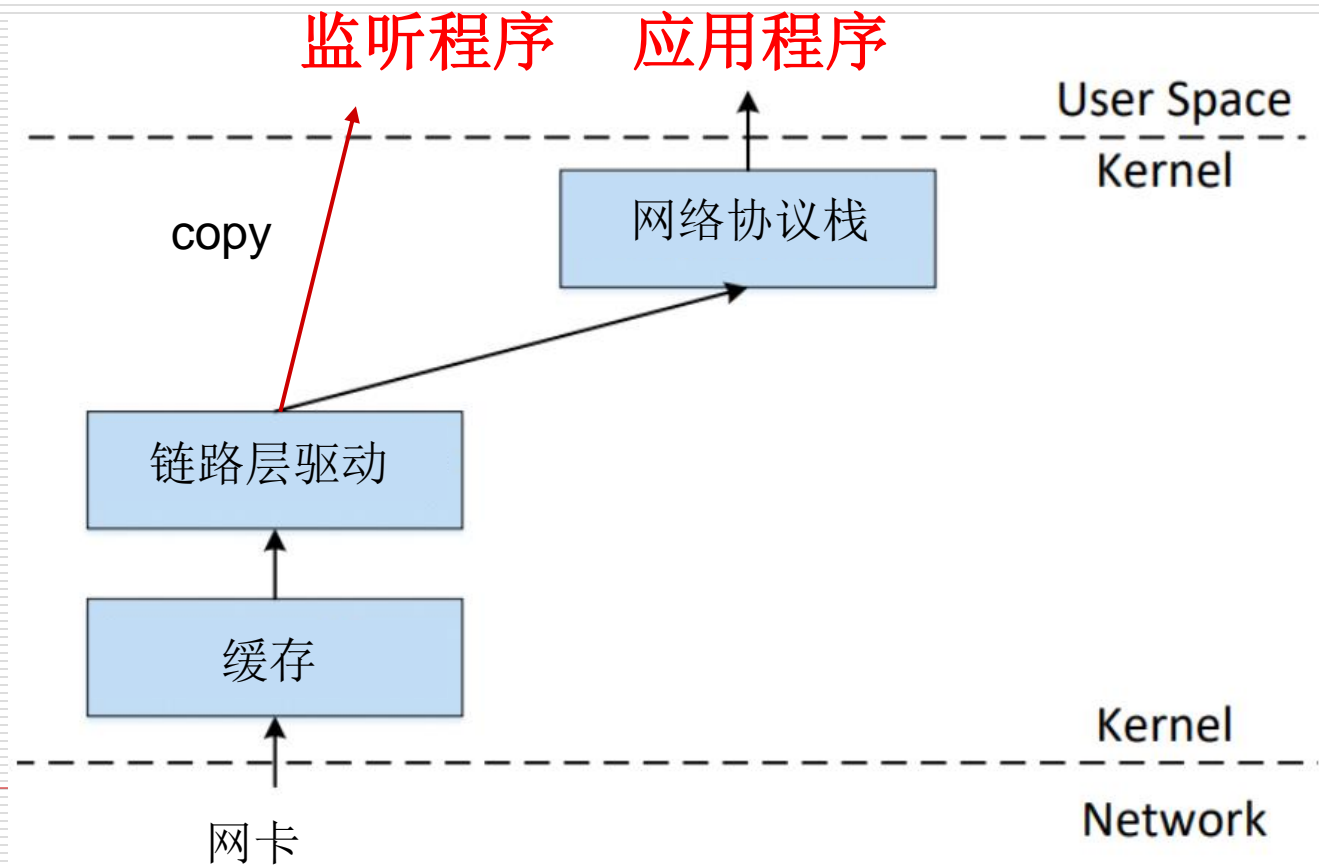 监听程序 应用程序
User Space
Kernel
网络协议栈
copy
链路层驱动
缓存
Kernel
Network
网卡